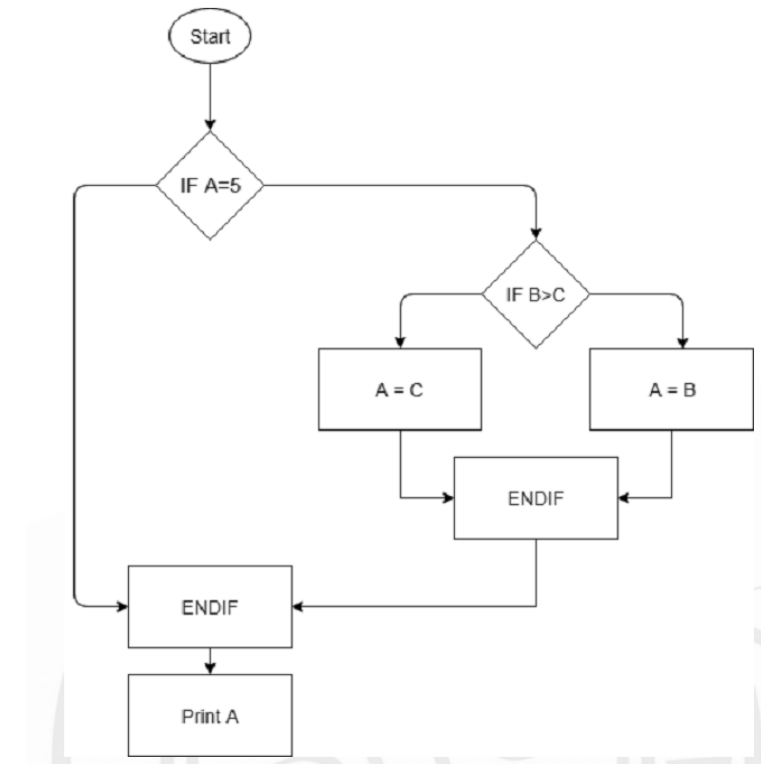 Start
IF A=5
IF B>C
A = C
A = B
ENDIF
ENDIF
Print A